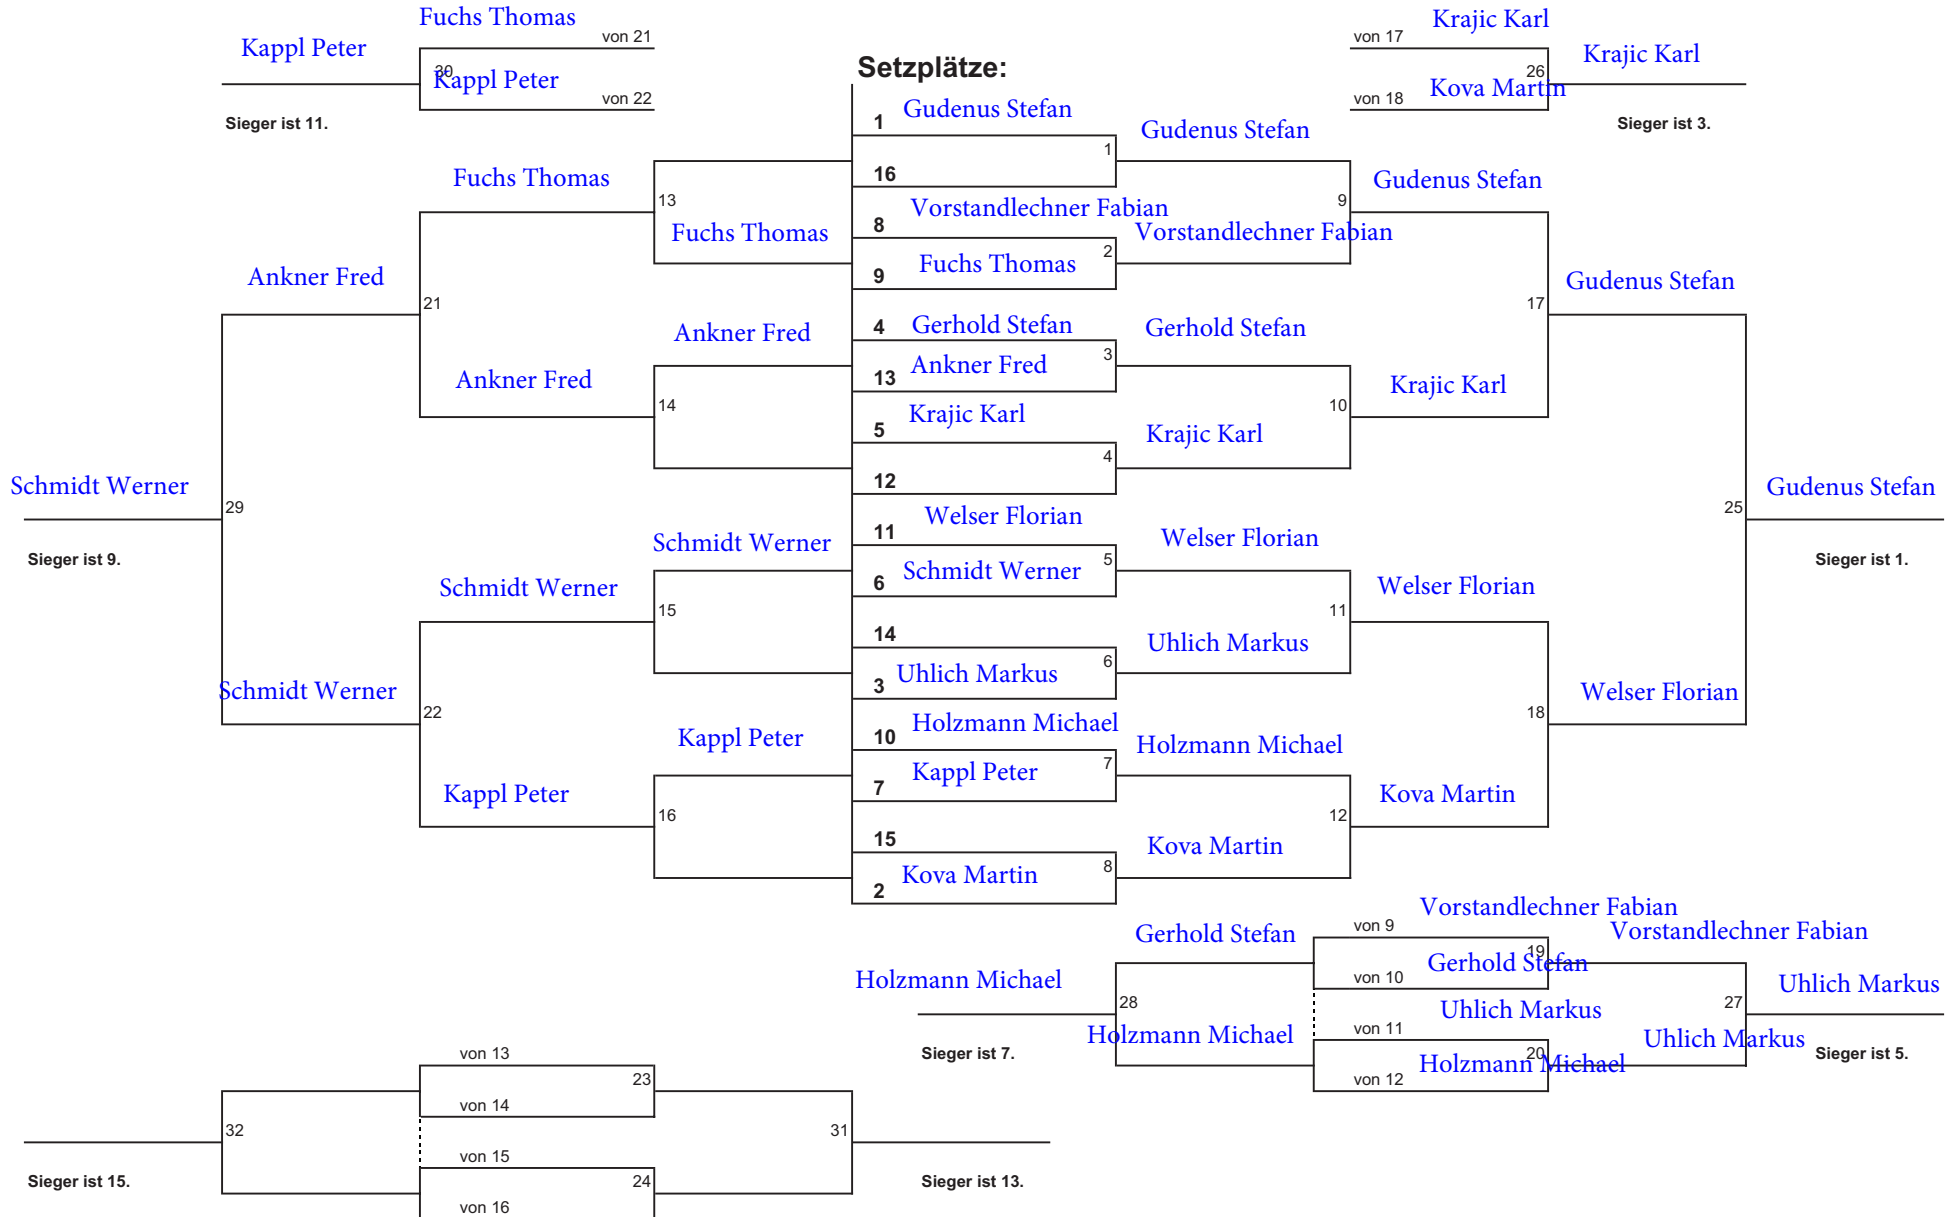 Fuchs Thomas
von 21
Kappl Peter
30
Kappl Peter
von 22
Sieger ist 11.
Krajic Karl
von 17
Krajic Karl
26
Kova Martin
von 18
Sieger ist 3.
Setzplätze:
1 Gudenus Stefan
Gudenus Stefan
1
16
Fuchs Thomas
13
Gudenus Stefan
9
8 Vorstandlechner Fabian
Fuchs Thomas
Vorstandlechner Fabian
2
9 Fuchs Thomas
Ankner Fred
21
17
Gudenus Stefan
4 Gerhold Stefan
Gerhold Stefan
Ankner Fred
3
13 Ankner Fred
Ankner Fred
14
10
Krajic Karl
5 Krajic Karl
Krajic Karl
4
12
Schmidt Werner
29
25
Gudenus Stefan
Sieger ist 9.
Sieger ist 1.
11 Welser Florian
Schmidt Werner
Welser Florian
5
6 Schmidt Werner
Schmidt Werner
15
11
Welser Florian
14
Uhlich Markus
6
3 Uhlich Markus
Schmidt Werner
22
18
Welser Florian
10 Holzmann Michael
Kappl Peter
Holzmann Michael
7
7 Kappl Peter
Kappl Peter
16
12
Kova Martin
15
Kova Martin
8
2 Kova Martin
Vorstandlechner Fabian
von 9
Gerhold Stefan
19
Vorstandlechner Fabian
Gerhold Stefan
von 10
Holzmann Michael
28
27
Uhlich Markus
Uhlich Markus
von 11
Holzmann Michael
20
Uhlich Markus
Holzmann Michael
von 12
Sieger ist 7.
Sieger ist 5.
von 13
23
von 14
32
31
von 15
24
von 16
Sieger ist 15.
Sieger ist 13.